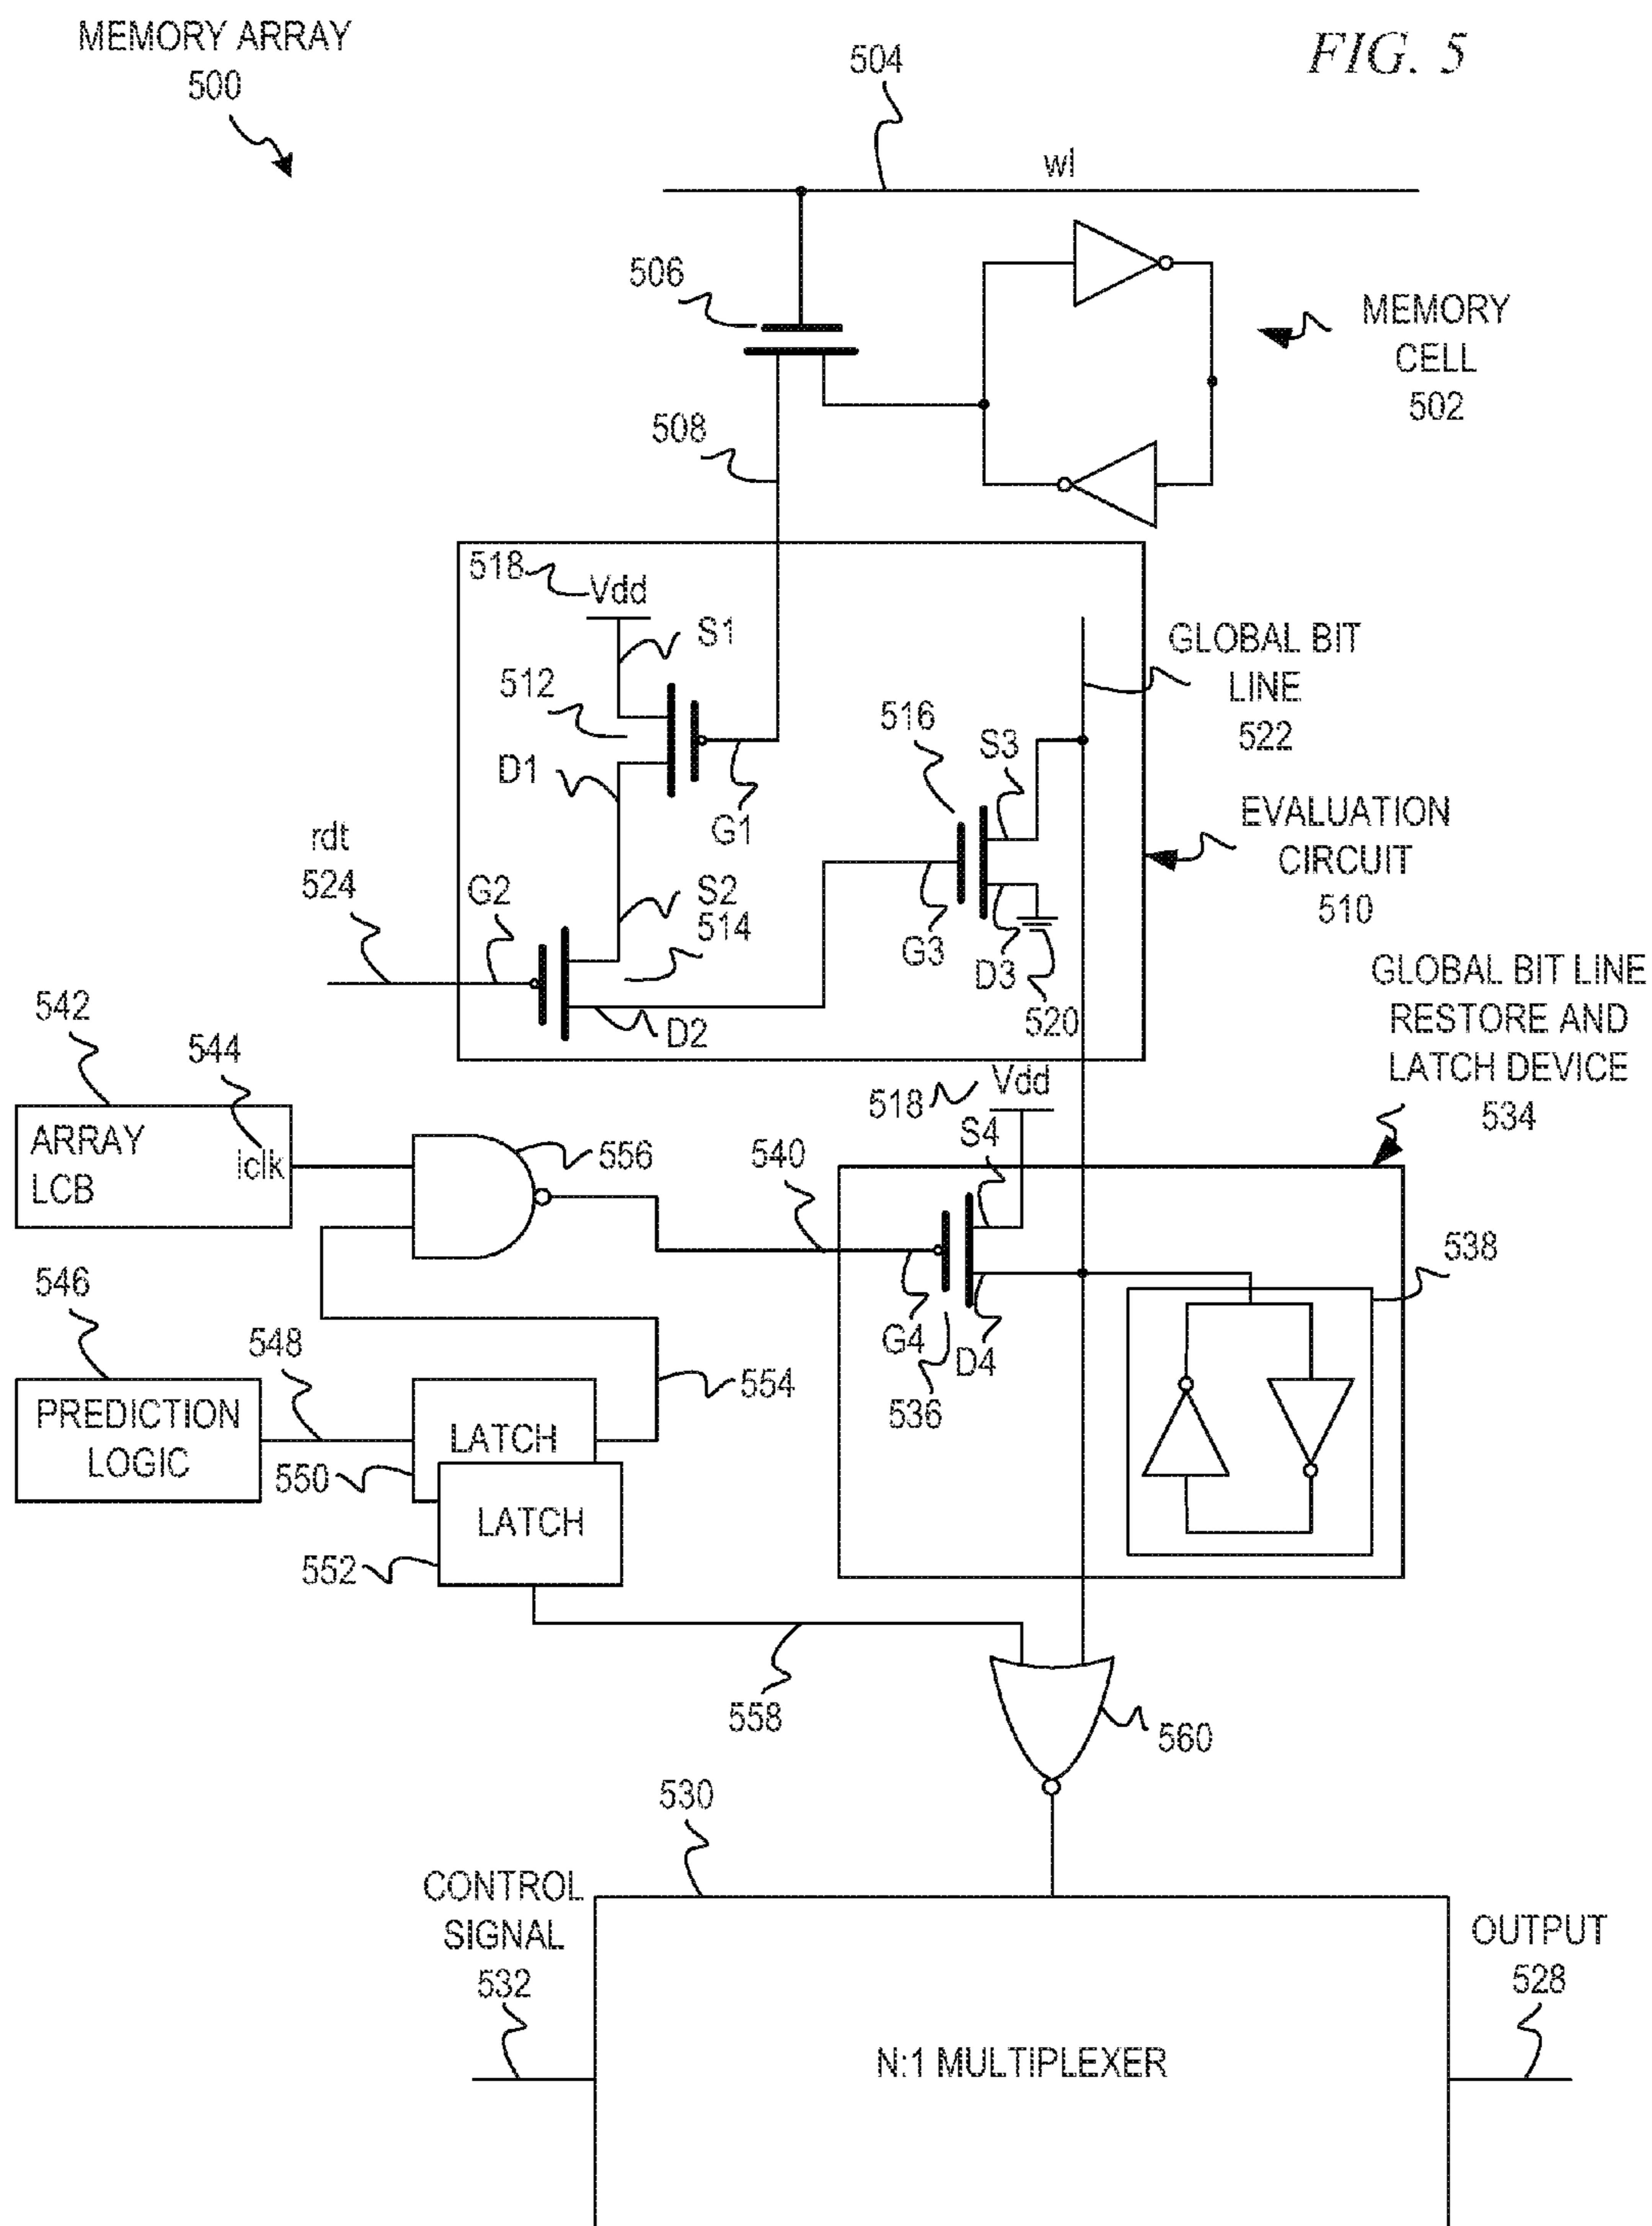 MEMORY ARRAY
500
FIG. 5
504
wl
506
MEMORY
CELL
502
508
518
Vdd
S1
GLOBAL BIT
LINE
522
512
516
S3
D1
G1
EVALUATION
CIRCUIT
510
rdt
524
G2
S2
514
G3
D3
520
D2
GLOBAL BIT LINE
RESTORE AND
LATCH DEVICE
534
542
544
518
Vdd
S4
ARRAY
LCB
lclk
556
540
538
546
548
G4
D4
536
554
PREDICTION
LOGIC
LATCH
550
LATCH
552
558
560
530
CONTROL
SIGNAL
532
OUTPUT
528
N:1 MULTIPLEXER